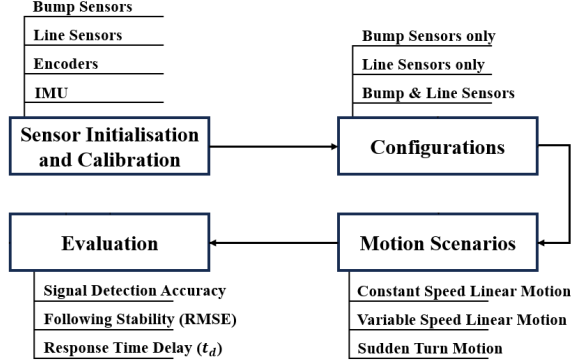 Bump Sensors
Line Sensors
Encoders
IMU
Sensor Initialisation
and Calibration
Bump Sensors only
Line Sensors only
Bump & Line Sensors
Configurations
Evaluation
Signal Detection Accuracy
Following Stability (RMSE)
Response Time Delay (t_d)
Motion Scenarios
Constant Speed Linear Motion
Variable Speed Linear Motion
Sudden Turn Motion